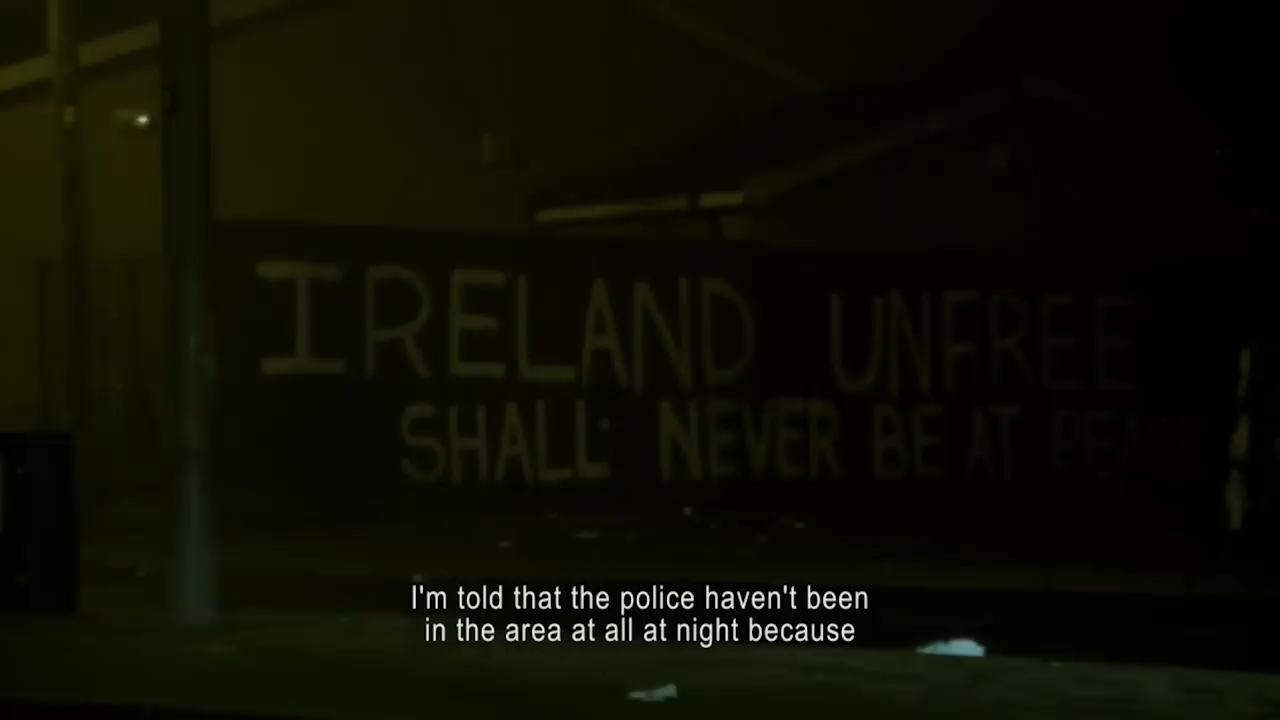 IRELAND UNFREE
SHALL NEVER BE AT PEACE
I'm told that the police haven't been
in the area at all at night because